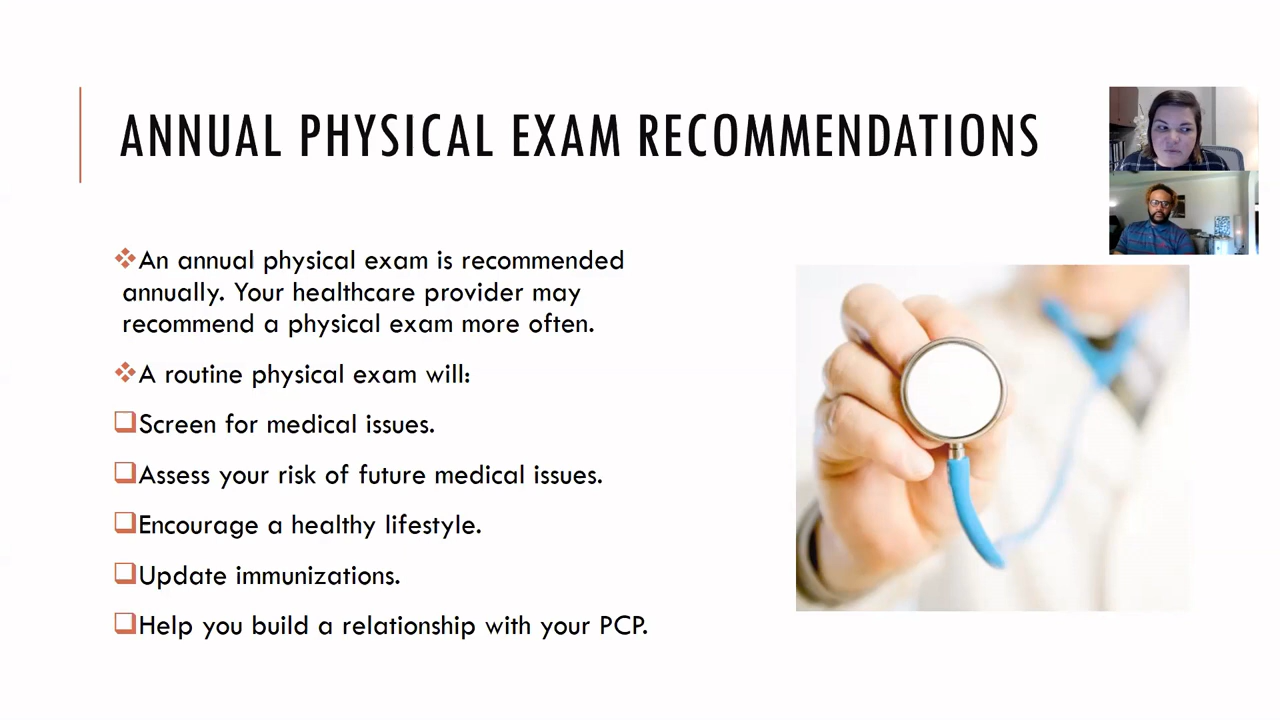 ANNUAL PHYSICAL EXAM RECOMMENDATIONS
An annual physical exam is recommended
annually. Your healthcare provider may
recommend a physical exam more often.
A routine physical exam will:
Screen for medical issues.
Assess your risk of future medical issues.
Encourage a healthy lifestyle.
Update immunizations.
Help you build a relationship with your PCP.